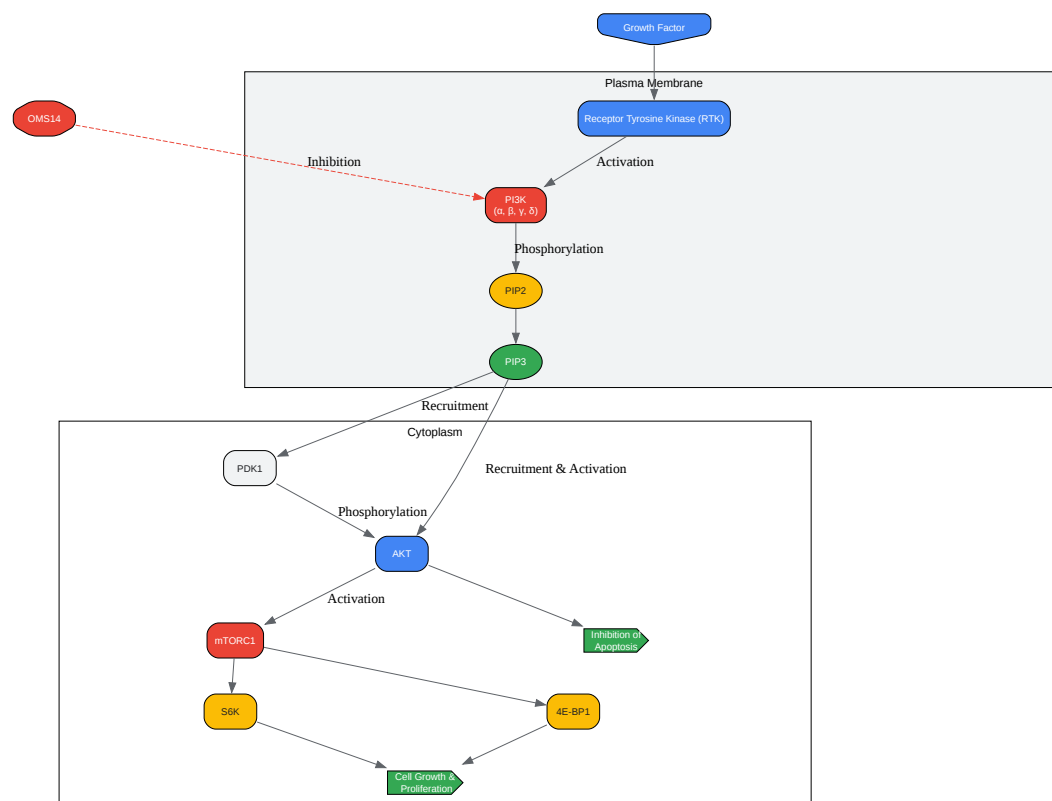 Growth Factor
Plasma Membrane
OMS14
Receptor Tyrosine Kinase (RTK)
Inhibition
Activation
PI3K
(α, β, γ, δ)
Phosphorylation
PIP2
PIP3
Recruitment
Cytoplasm
PDK1
Recruitment & Activation
Phosphorylation
AKT
Activation
mTORC1
Inhibition of
Apoptosis
S6K
4E-BP1
Cell Growth &
Proliferation